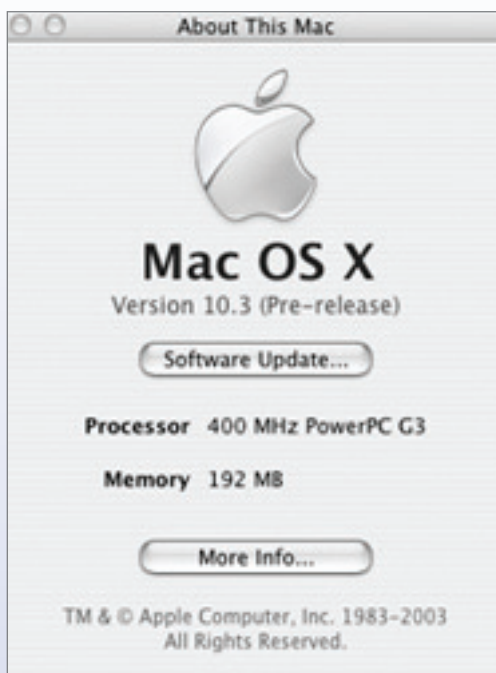 About This Mac
Mac OS X
Version 10.3 (Pre-release)
Software Update...
Processor 400 MHz PowerPC G3
Memory 192 MB
More Info...
TM & © Apple Computer, Inc. 1983-2003
All Rights Reserved.